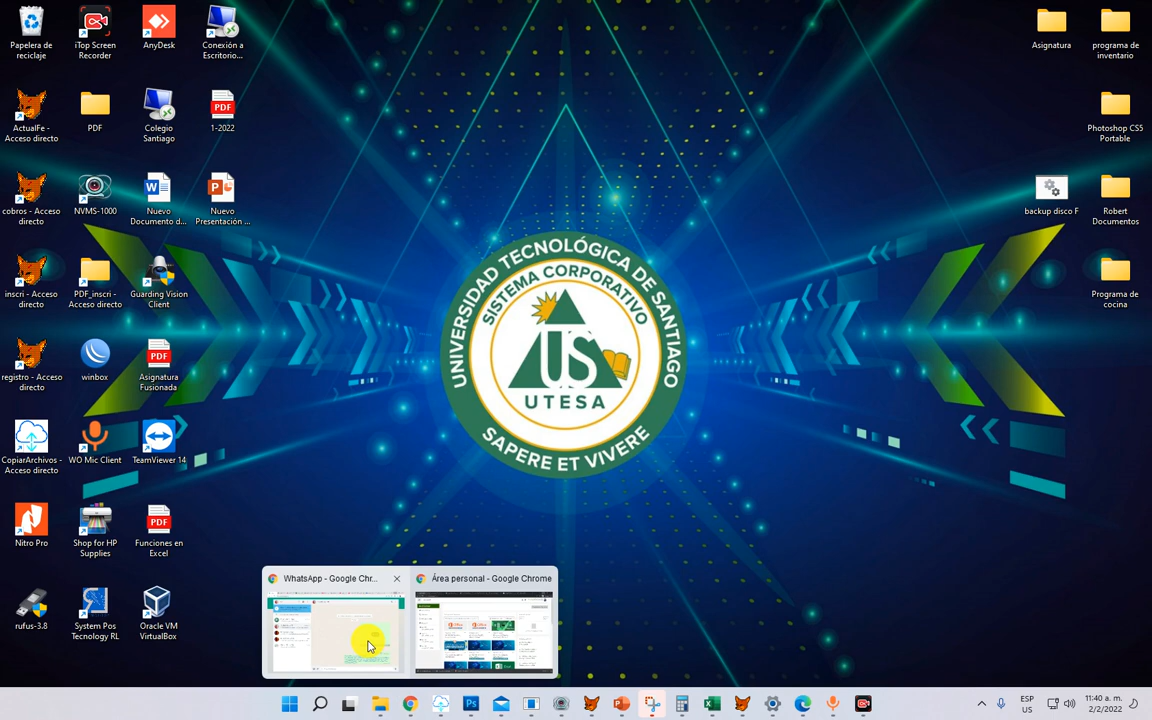 Papelera de
reciclaje
iTop Screen
Recorder
AnyDesk
Conexión a
Escritorio...
Asignatura
programa de
inventario
ActualFe -
Acceso directo
PDF
Colegio
Santiago
1-2022
Photoshop CS5
Portable
cobros - Acceso
directo
NVMS-1000
Nuevo
Documento d...
Nuevo
Presentación ...
backup disco F
Robert
Documentos
inscri - Acceso
directo
PDF_inscri -
Acceso directo
Guarding Vision
Client
Programa de
cocina
registro - Acceso
directo
winbox
Asignatura
Fusionada
CopiarArchivos -
Acceso directo
WO Mic Client
TeamViewer 14
Nitro Pro
Shop for HP
Supplies
Funciones en
Excel
rufus-3.8
System Pos
Tecnology RL
Oracle VM
VirtualBox
UNIVERSIDAD TECNOLÓGICA DE SANTIAGO
SISTEMA CORPORATIVO
US
UTESA
SAPERE ET VIVERE
WhatsApp - Google Chr...
Área personal - Google Chrome
ESP
US
11:40 a. m.
2/2/2022